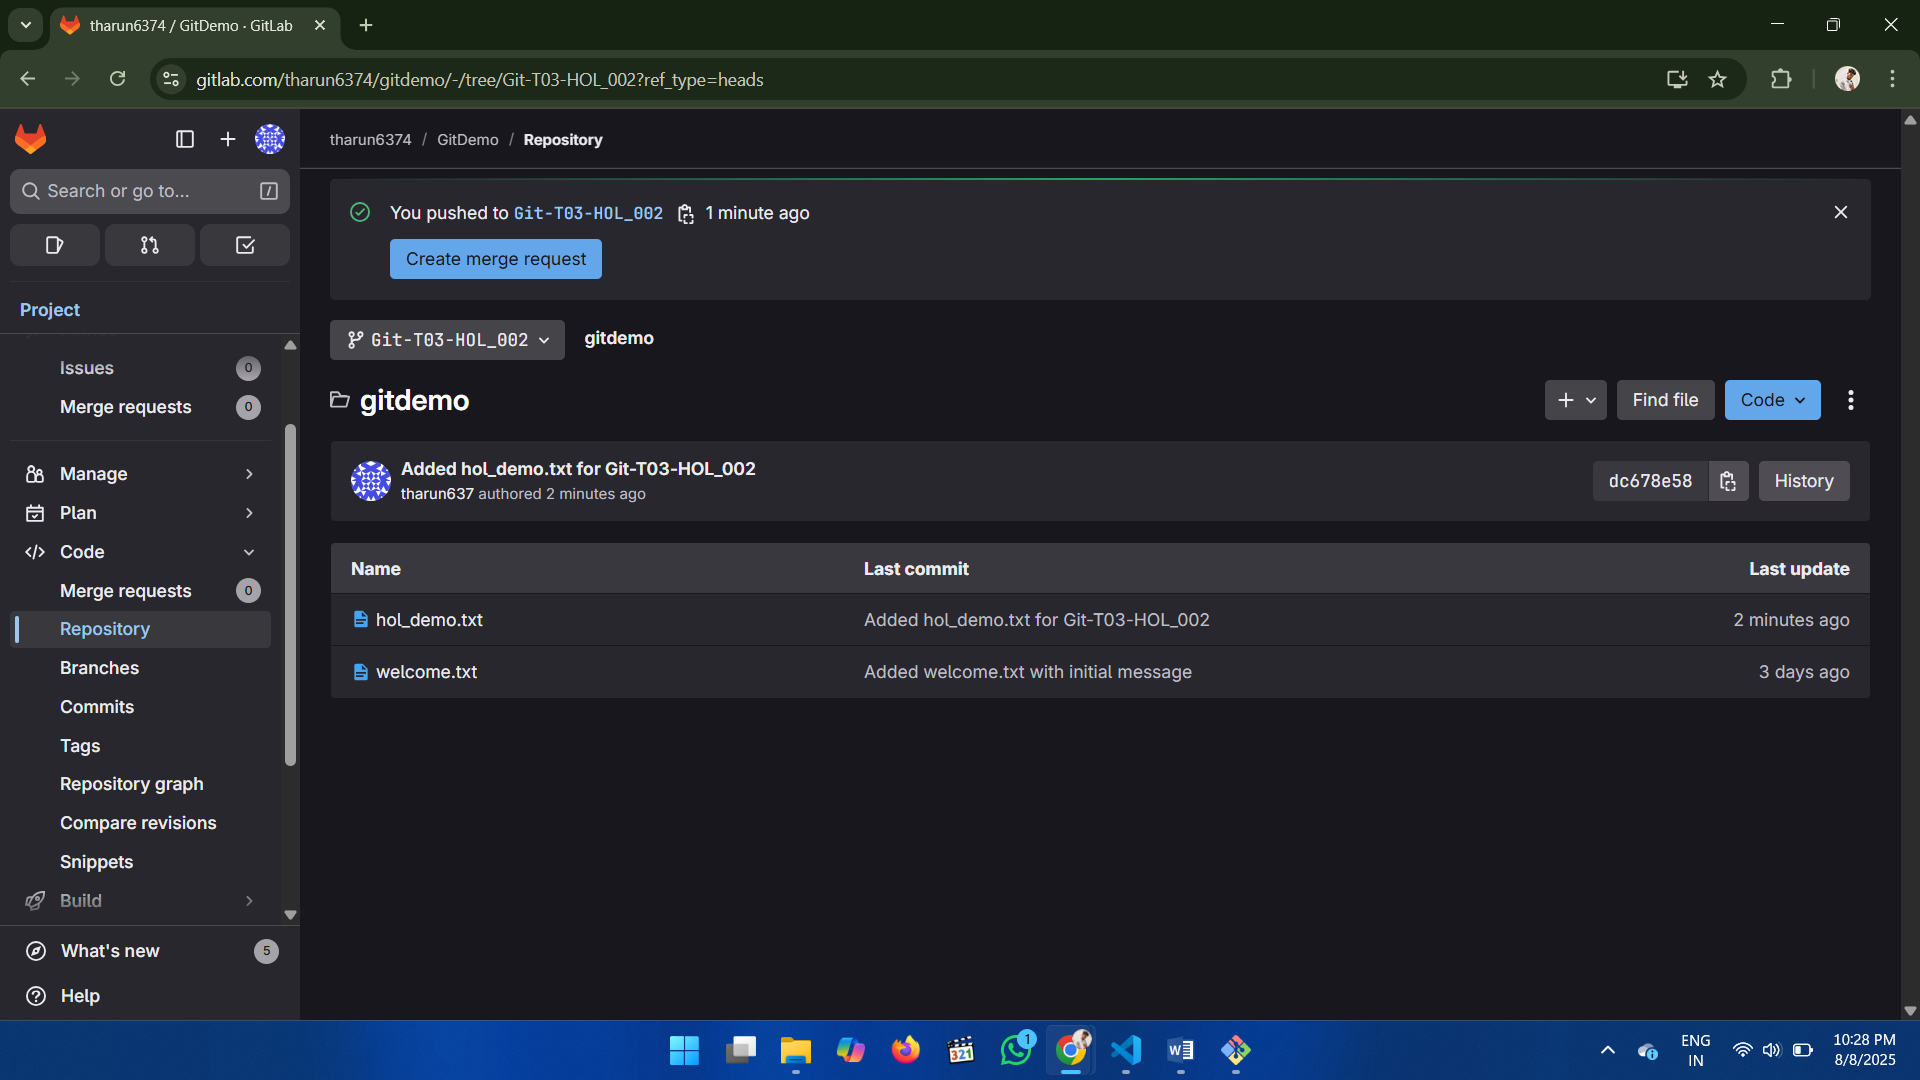 tharun6374 / GitDemo · GitLab
gitlab.com/tharun6374/gitdemo/-/tree/Git-T03-HOL_002?ref_type=heads
Search or go to... /
Project
Issues 0
Merge requests 0
Manage
Plan
Code
Merge requests 0
Repository
Branches
Commits
Tags
Repository graph
Compare revisions
Snippets
Build
What's new 5
Help
tharun6374 / GitDemo / Repository
You pushed to Git-T03-HOL_002 1 minute ago
Create merge request
Git-T03-HOL_002 gitdemo
gitdemo
Find file Code
Added hol_demo.txt for Git-T03-HOL_002
tharun637 authored 2 minutes ago
dc678e58 History
Name Last commit Last update
hol_demo.txt Added hol_demo.txt for Git-T03-HOL_002 2 minutes ago
welcome.txt Added welcome.txt with initial message 3 days ago
321
1
W
ENG
IN
10:28 PM
8/8/2025